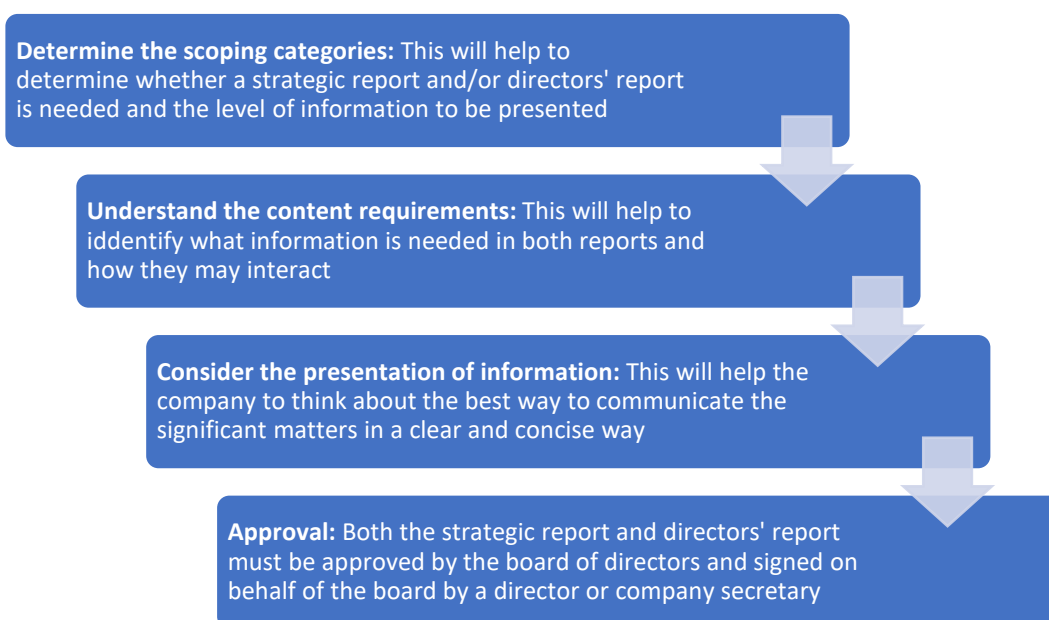 Determine the scoping categories: This will help to
determine whether a strategic report and/or directors' report
is needed and the level of information to be presented
Understand the content requirements: This will help to
iddentify what information is needed in both reports and
how they may interact
Consider the presentation of information: This will help the
company to think about the best way to communicate the
significant matters in a clear and concise way
Approval: Both the strategic report and directors' report
must be approved by the board of directors and signed on
behalf of the board by a director or company secretary